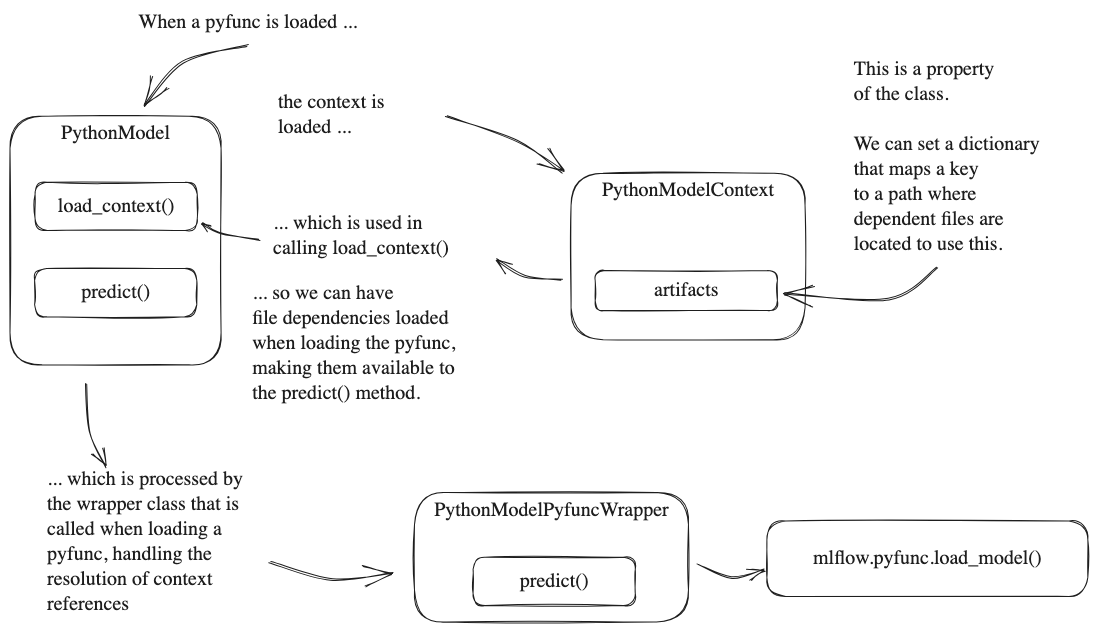 When a pyfunc is loaded ...
the context is
loaded ...
This is a property
of the class.
We can set a dictionary
that maps a key
to a path where
dependent files are
located to use this.
PythonModel
load_context()
predict()
... which is used in
calling load_context()
... so we can have
file dependencies loaded
when loading the pyfunc,
making them available to
the predict() method.
PythonModelContext
artifacts
... which is processed by
the wrapper class that is
called when loading a
pyfunc, handling the
resolution of context
references
PythonModelPyfuncWrapper
predict()
mlflow.pyfunc.load_model()